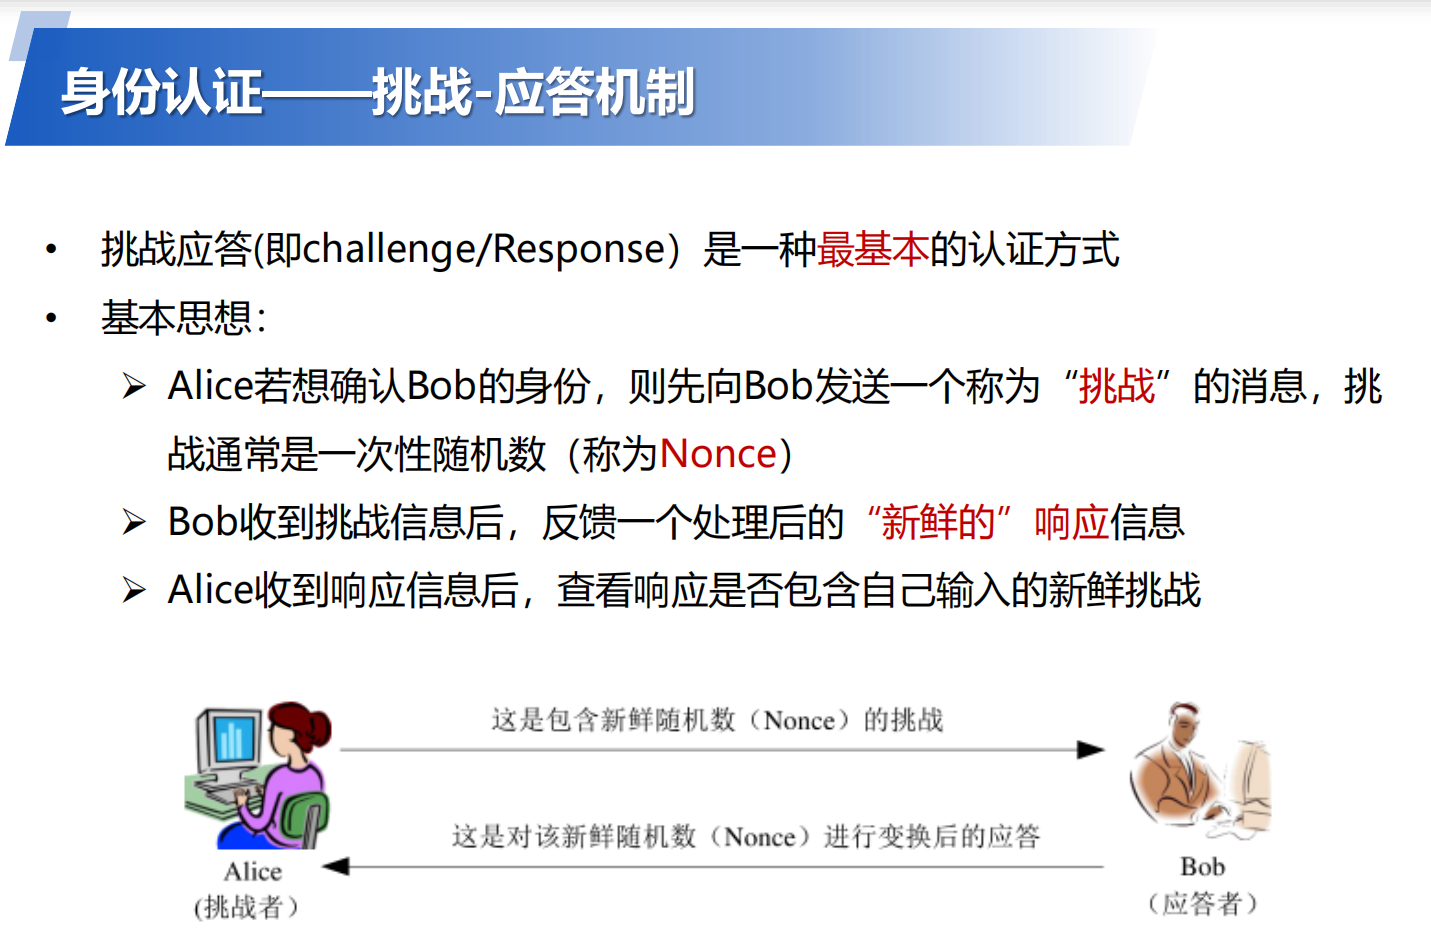 身份认证——挑战-应答机制
• 挑战应答(即challenge/Response）是一种最基本的认证方式
• 基本思想：
➢ Alice若想确认Bob的身份，则先向Bob发送一个称为“挑战”的消息，挑
战通常是一次性随机数（称为Nonce）
➢ Bob收到挑战信息后，反馈一个处理后的“新鲜的”响应信息
➢ Alice收到响应信息后，查看响应是否包含自己输入的新鲜挑战
这是包含新鲜随机数（Nonce）的挑战
这是对该新鲜随机数（Nonce）进行变换后的应答
Alice
(挑战者）
Bob
（应答者）